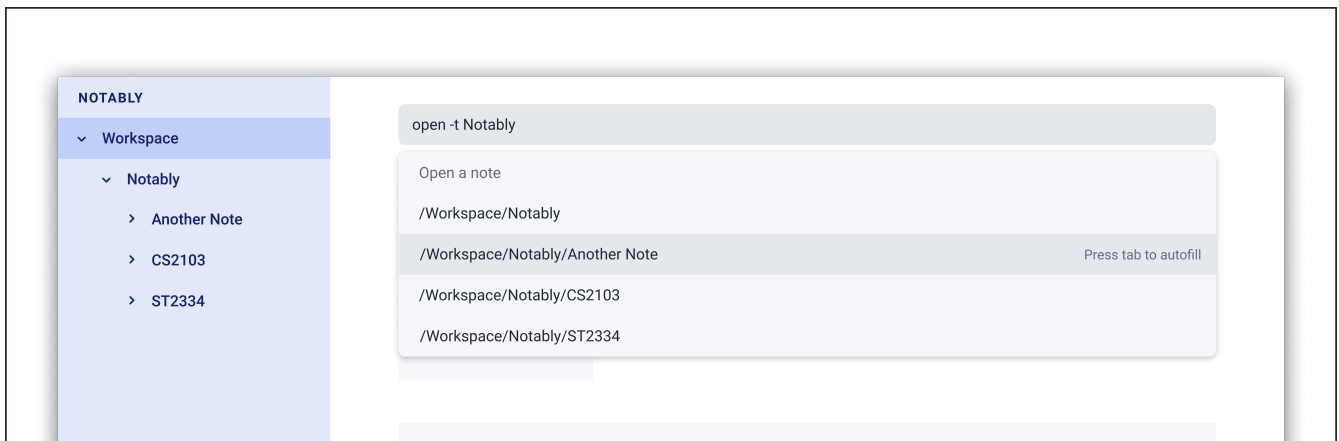 NOTABLY
Workspace
Notably
Another Note
CS2103
ST2334
open -t Notably
Open a note
/Workspace/Notably
/Workspace/Notably/Another Note Press tab to autofill
/Workspace/Notably/CS2103
/Workspace/Notably/ST2334